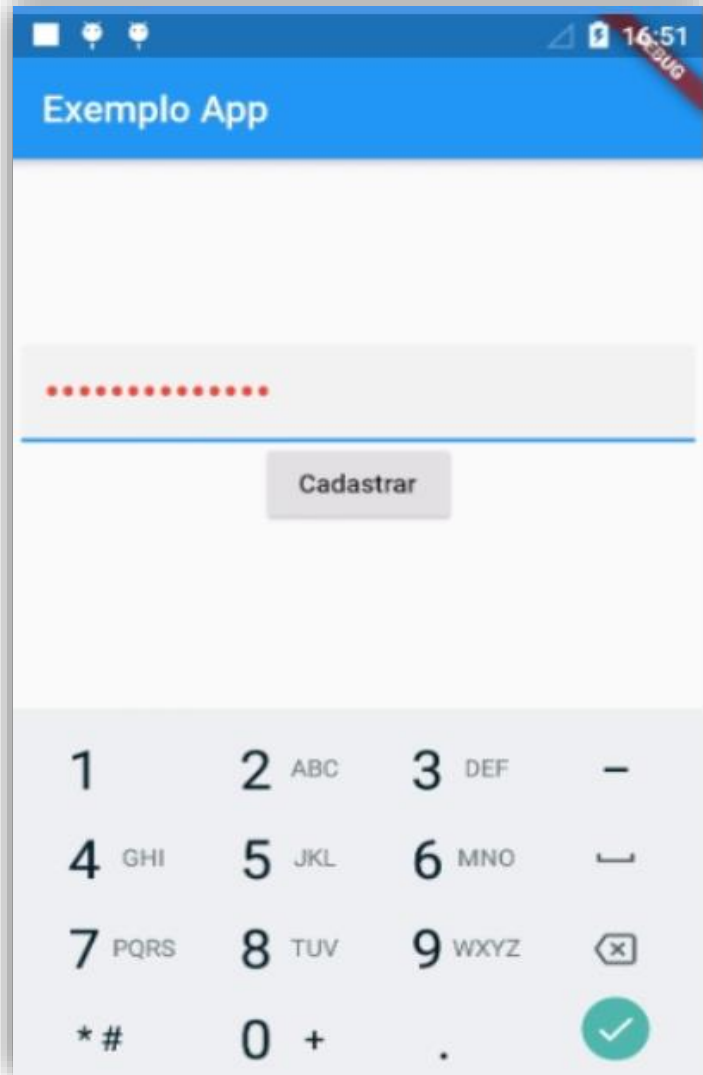 16:51
DEBUG
Exemplo App
••••••••••••••
Cadastrar
1 2 ABC 3 DEF –
4 GHI 5 JKL 6 MNO
7 PQRS 8 TUV 9 WXYZ
* # 0 + .